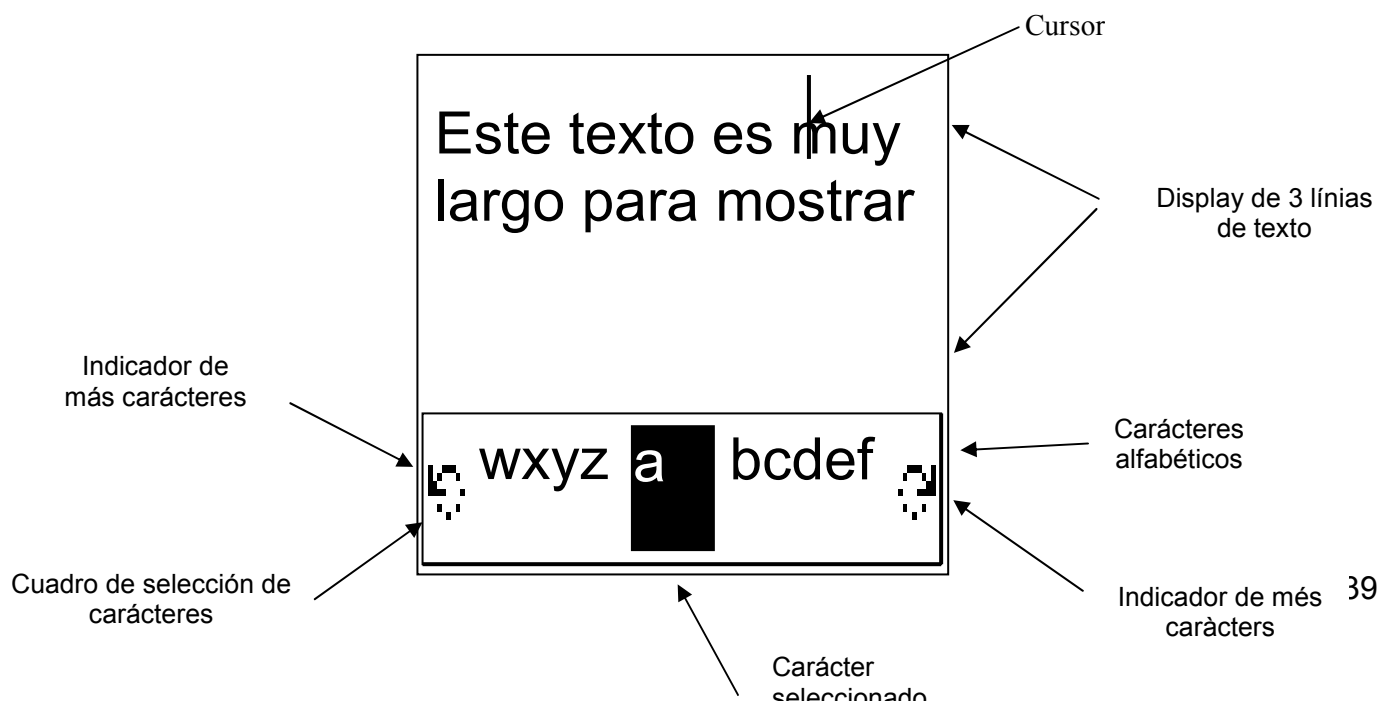 Cursor
Este texto es muy
largo para mostrar
Display de 3 línias
de texto
Indicador de
más carácteres
wxyz a bcdef
Carácteres
alfabéticos
Cuadro de selección de
carácteres
Indicador de més
caràcters
39
Carácter
seleccionado